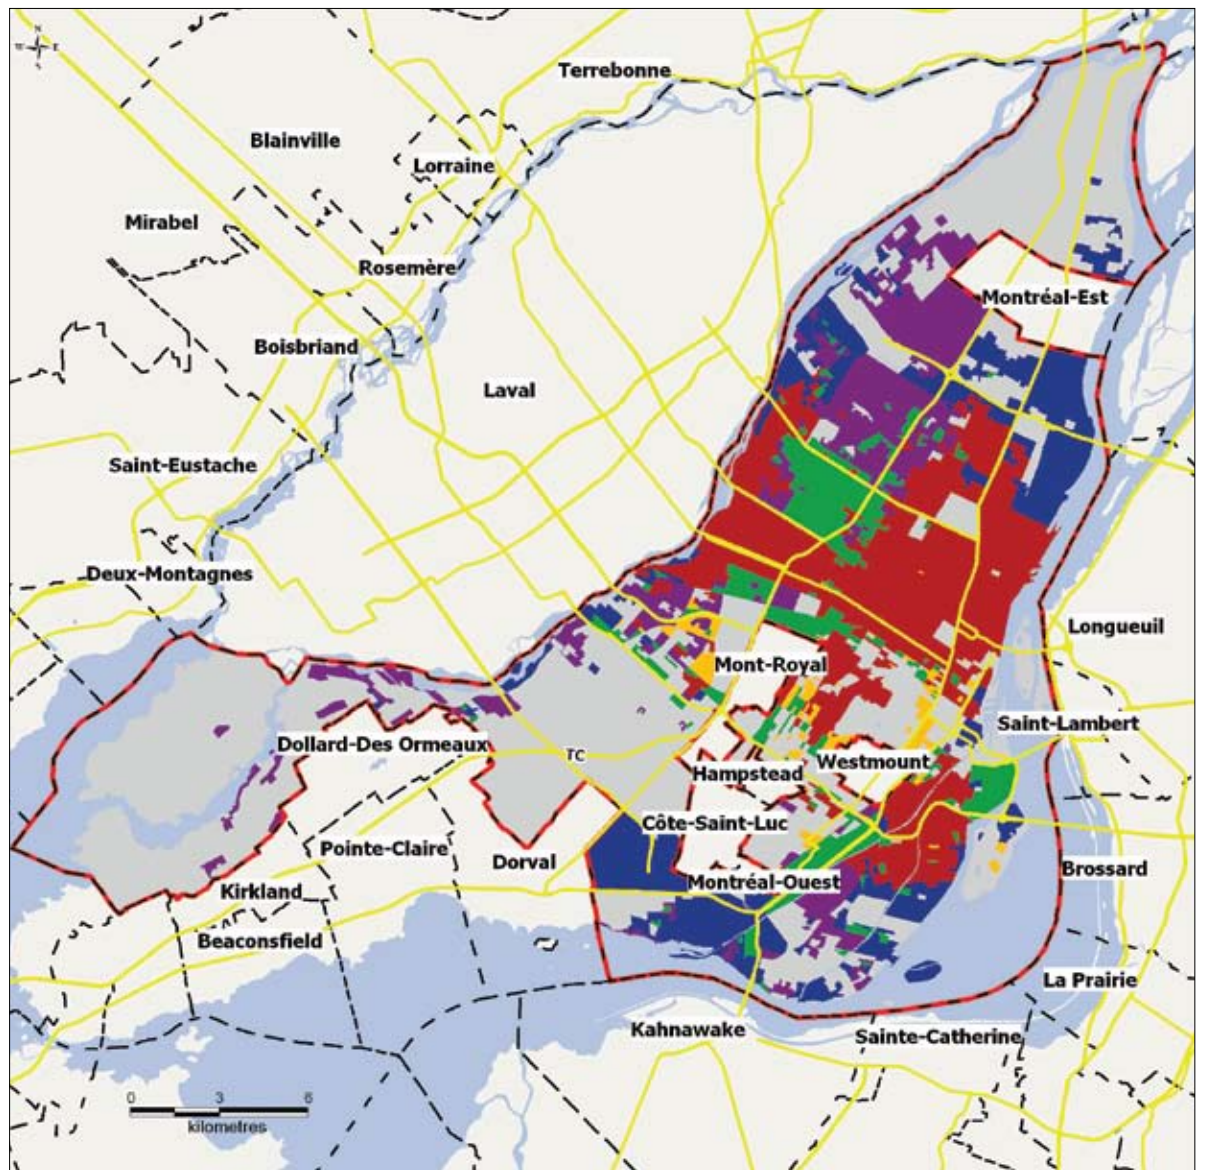 N
W E
S
Terrebonne
Blainville
Lorraine
Mirabel
Rosemère
Montréal-Est
Boisbriand
Laval
Saint-Eustache
Deux-Montagnes
Longueuil
Mont-Royal
Saint-Lambert
Dollard-Des Ormeaux
TC
Westmount
Hampstead
Côte-Saint-Luc
Pointe-Claire
Dorval
Brossard
Montréal-Ouest
Kirkland
Beaconsfield
La Prairie
Kahnawake
Sainte-Catherine
0 3 6
kilometres